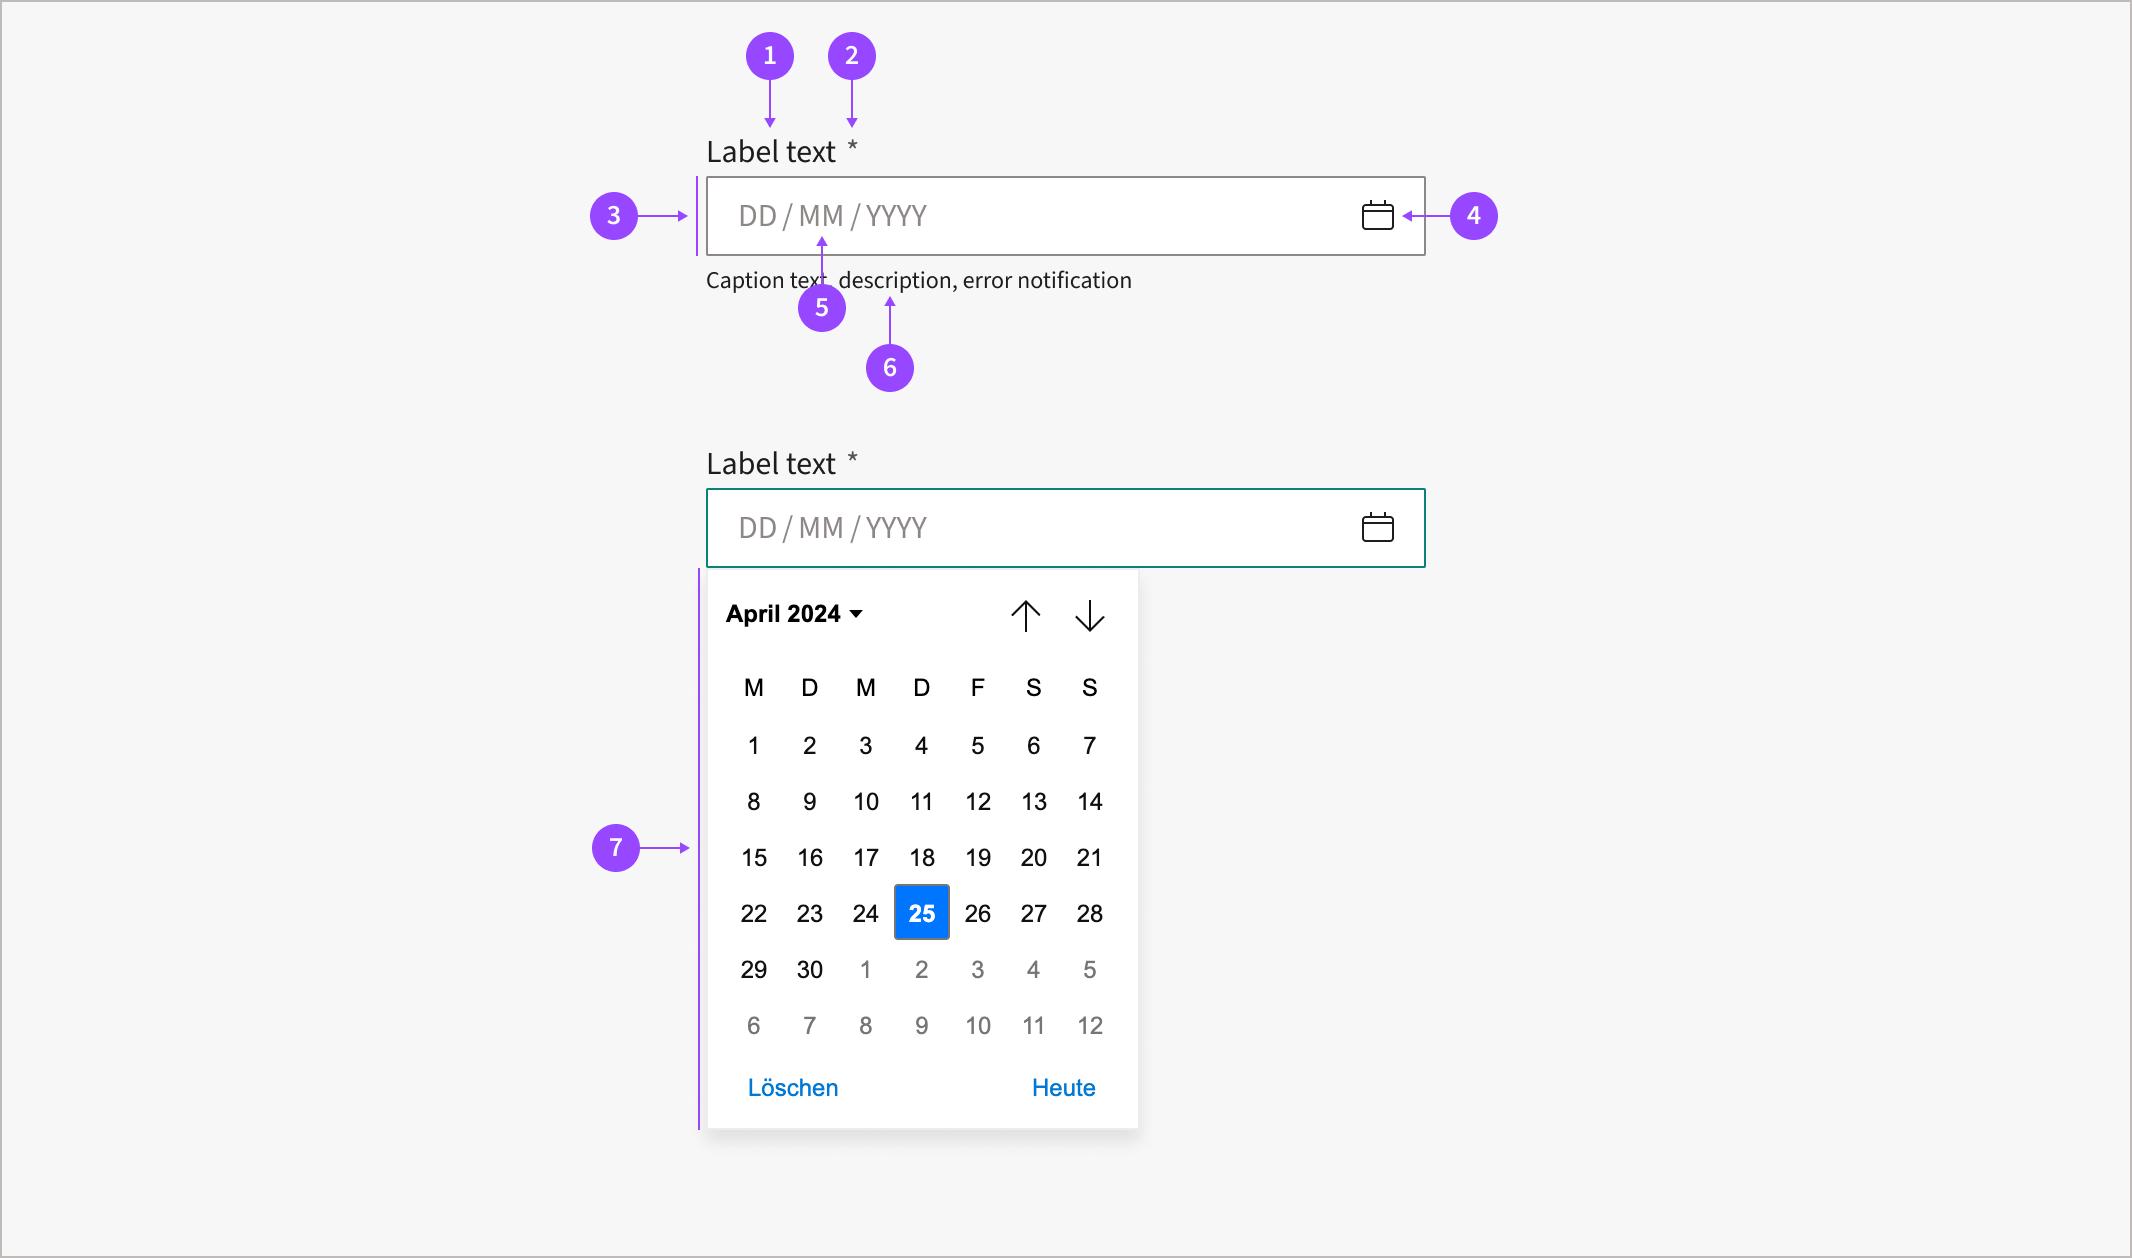 1 2
Label text *
3 DD / MM / YYYY 4
Caption text, description, error notification
5
6
Label text *
DD / MM / YYYY
April 2024
M D M D F S S
1 2 3 4 5 6 7
8 9 10 11 12 13 14
15 16 17 18 19 20 21
7
22 23 24 25 26 27 28
29 30 1 2 3 4 5
6 7 8 9 10 11 12
Löschen Heute